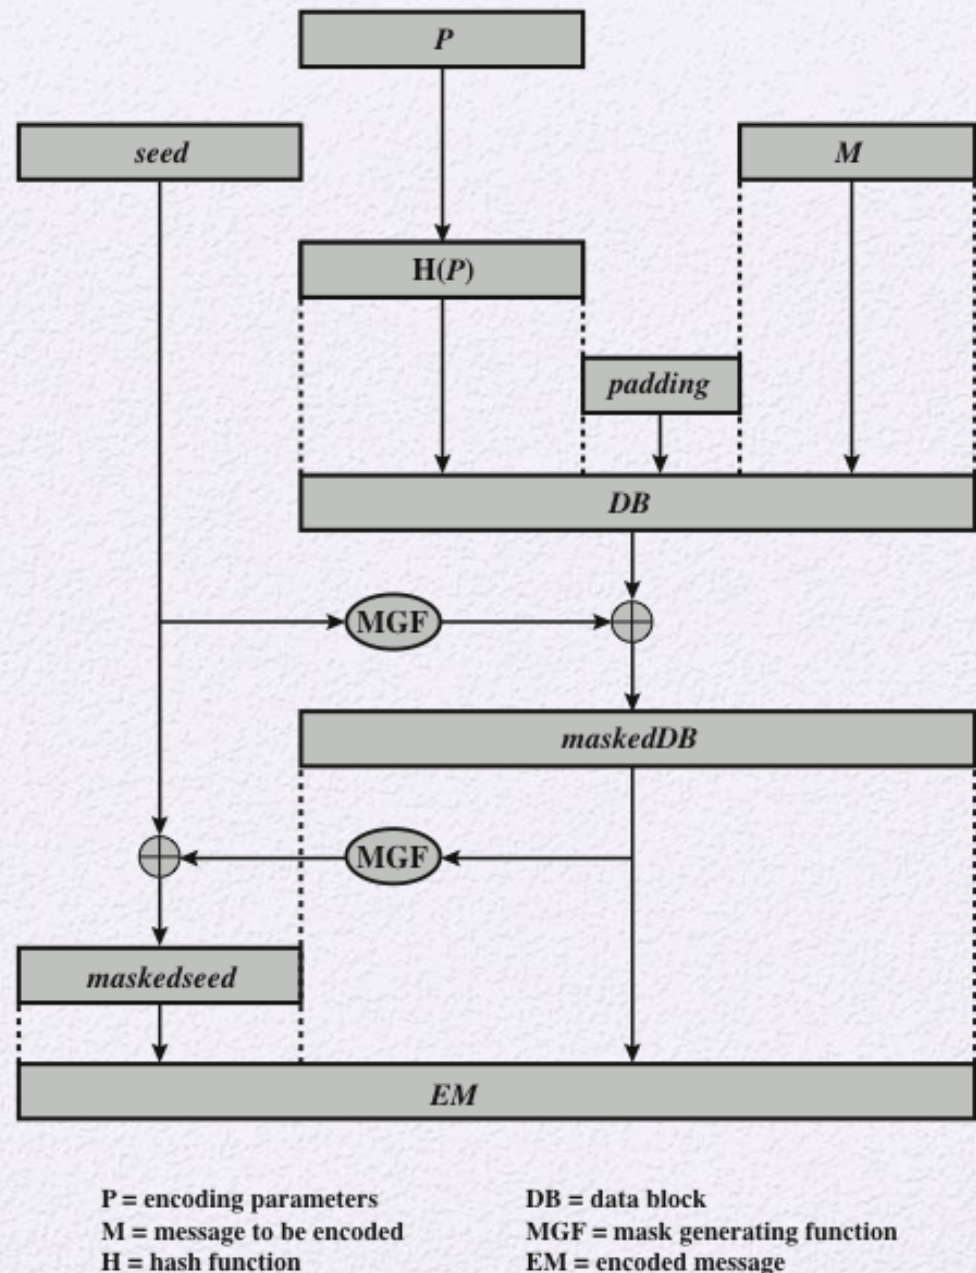 P
seed
M
H(P)
padding
DB
MGF
maskedDB
MGF
maskedseed
EM
P = encoding parameters
M = message to be encoded
H = hash function
DB = data block
MGF = mask generating function
EM = encoded message